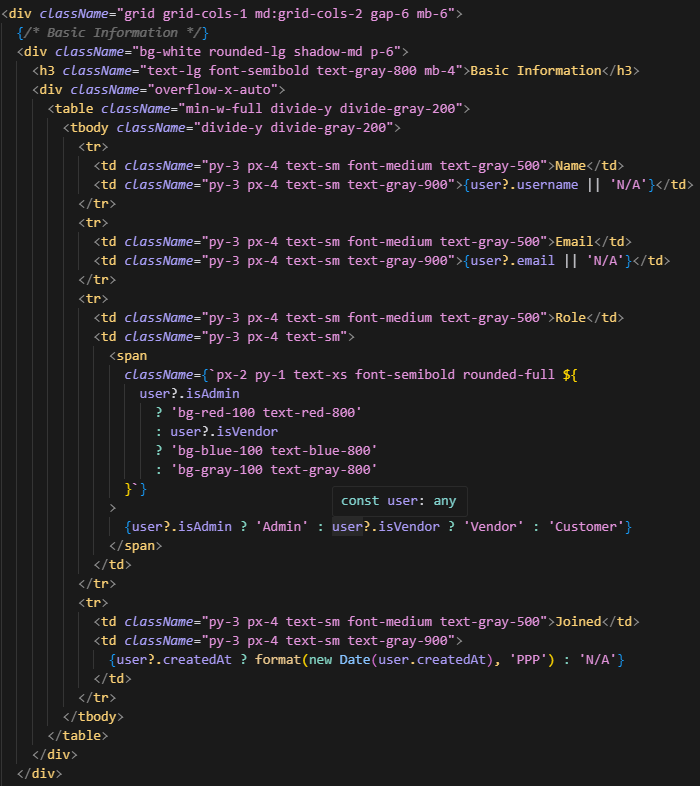 <div className="grid grid-cols-1 md:grid-cols-2 gap-6 mb-6">
{/* Basic Information */}
<div className="bg-white rounded-lg shadow-md p-6">
<h3 className="text-lg font-semibold text-gray-800 mb-4">Basic Information</h3>
<div className="overflow-x-auto">
<table className="min-w-full divide-y divide-gray-200">
<tbody className="divide-y divide-gray-200">
<tr>
<td className="py-3 px-4 text-sm font-medium text-gray-500">Name</td>
<td className="py-3 px-4 text-sm text-gray-900">{user?.username || 'N/A'}</td>
</tr>
<tr>
<td className="py-3 px-4 text-sm font-medium text-gray-500">Email</td>
<td className="py-3 px-4 text-sm text-gray-900">{user?.email || 'N/A'}</td>
</tr>
<tr>
<td className="py-3 px-4 text-sm font-medium text-gray-500">Role</td>
<td className="py-3 px-4 text-sm">
<span
className={`px-2 py-1 text-xs font-semibold rounded-full ${
user?.isAdmin
? 'bg-red-100 text-red-800'
: user?.isVendor
? 'bg-blue-100 text-blue-800'
: 'bg-gray-100 text-gray-800'
}`}
const user: any
>
{user?.isAdmin ? 'Admin' : user?.isVendor ? 'Vendor' : 'Customer'}
</span>
</td>
</tr>
<tr>
<td className="py-3 px-4 text-sm font-medium text-gray-500">Joined</td>
<td className="py-3 px-4 text-sm text-gray-900">
{user?.createdAt ? format(new Date(user.createdAt), 'PPP') : 'N/A'}
</td>
</tr>
</tbody>
</table>
</div>
</div>